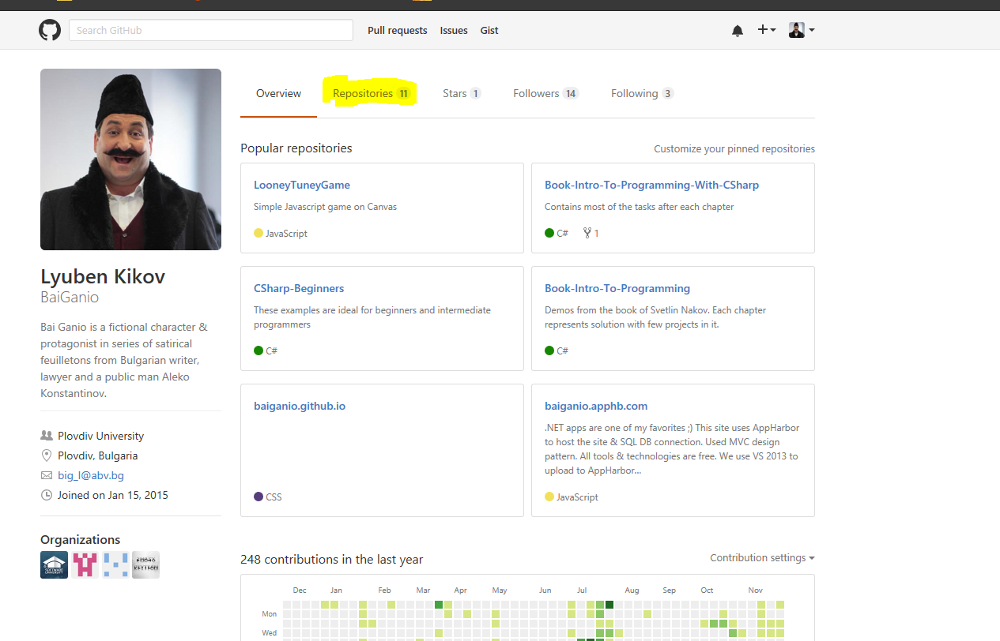 Search GitHub
Pull requests Issues Gist
Overview Repositories 11 Stars 1 Followers 14 Following 3
Lyuben Kikov
BaiGanio
Bai Ganio is a fictional character &
protagonist in series of satirical
feuilletons from Bulgarian writer,
lawyer and a public man Aleko
Konstantinov.
Plovdiv University
Plovdiv, Bulgaria
big_l@abv.bg
Joined on Jan 15, 2015
Organizations
SOFTWARE
UNIVERSITY
Popular repositories Customize your pinned repositories
LooneyTuneyGame
Simple Javascript game on Canvas
JavaScript
Book-Intro-To-Programming-With-CSharp
Contains most of the tasks after each chapter
C# 1
CSharp-Beginners
These examples are ideal for beginners and intermediate
programmers
C#
Book-Intro-To-Programming
Demos from the book of Svetlin Nakov. Each chapter
represents solution with few projects in it.
C#
baiganio.github.io
CSS
baiganio.apphb.com
.NET apps are one of my favorites ;) This site uses AppHarbor
to host the site & SQL DB connection. Used MVC design
pattern. All tools & technologies are free. We use VS 2013 to
upload to AppHarbor...
JavaScript
248 contributions in the last year Contribution settings
Dec Jan Feb Mar Apr May Jun Jul Aug Sep Oct Nov
Mon
Wed